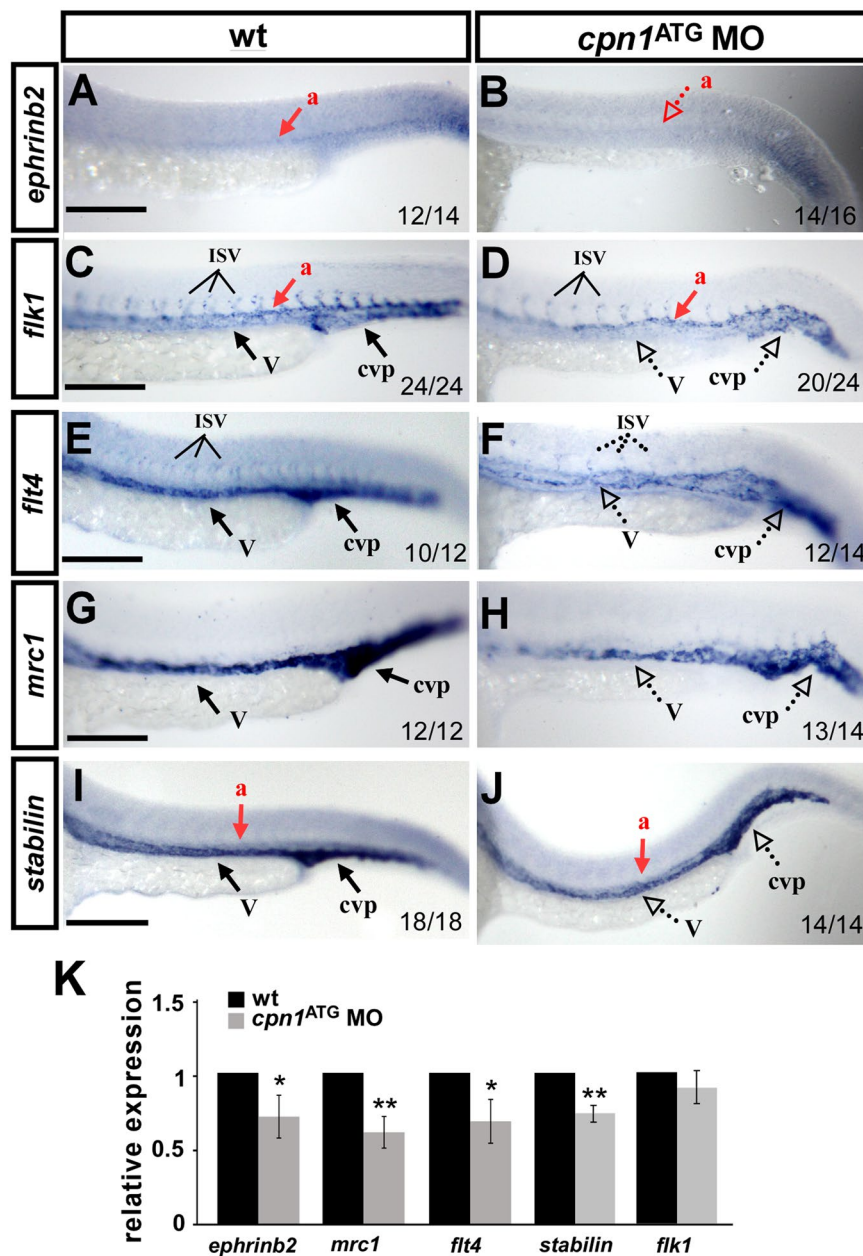 wt
cpn1ATG MO
ephrinb2
A
a
12/14
B
a
14/16
flk1
C
ISV
a
V
cvp
24/24
D
ISV
a
V
cvp
20/24
flt4
E
ISV
V
cvp
10/12
F
ISV
V
cvp
12/14
mrc1
G
V
cvp
12/12
H
V
cvp
13/14
stabilin
I
a
V
cvp
18/18
J
a
V
cvp
14/14
K
wt
cpn1ATG MO
relative expression
1.5
1
0.5
0
* ** * **
ephrinb2 mrc1 flt4 stabilin flk1